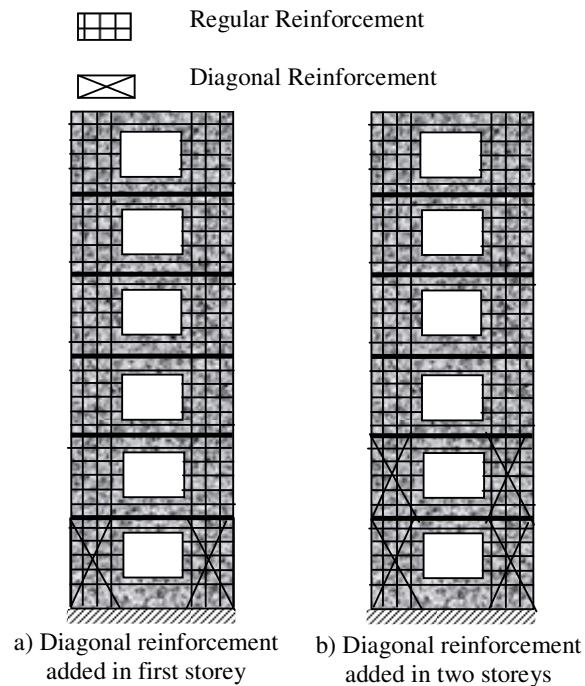 Regular Reinforcement
Diagonal Reinforcement
a) Diagonal reinforcement
added in first storey
b) Diagonal reinforcement
added in two storeys